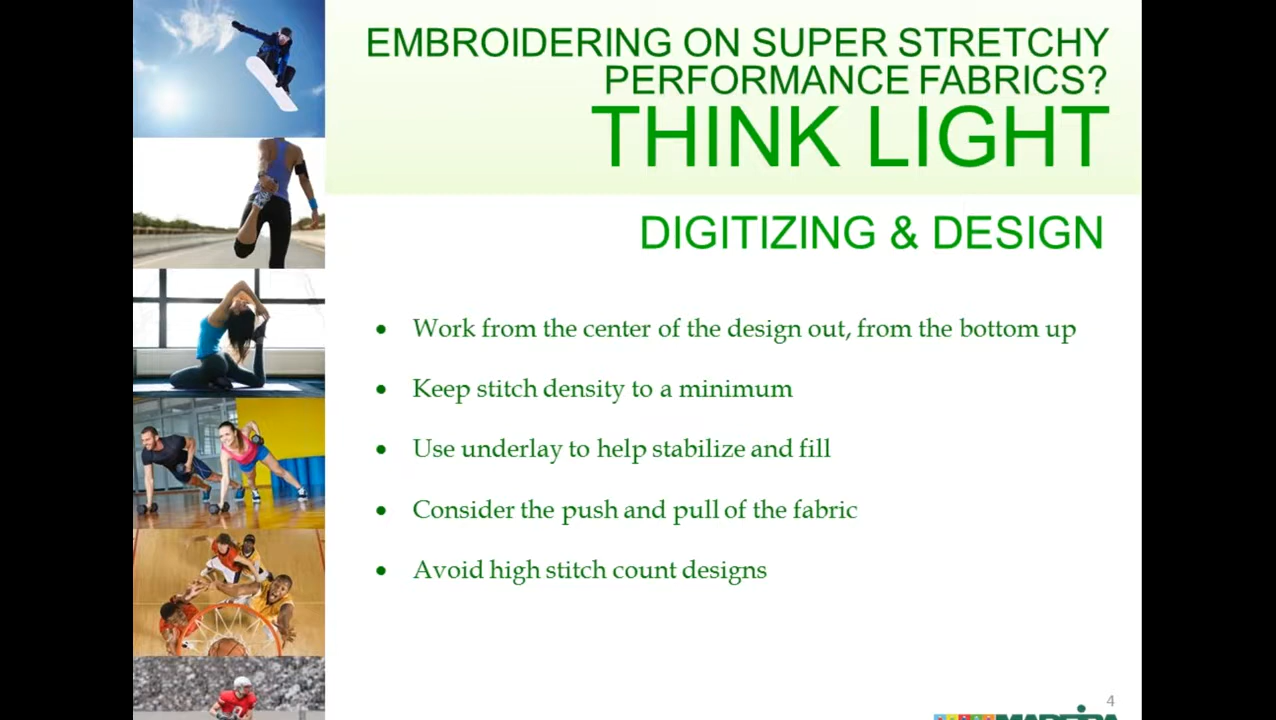 EMBROIDERING ON SUPER STRETCHY
PERFORMANCE FABRICS?
THINK LIGHT
DIGITIZING & DESIGN
• Work from the center of the design out, from the bottom up
• Keep stitch density to a minimum
• Use underlay to help stabilize and fill
• Consider the push and pull of the fabric
• Avoid high stitch count designs
4
MADEIRA